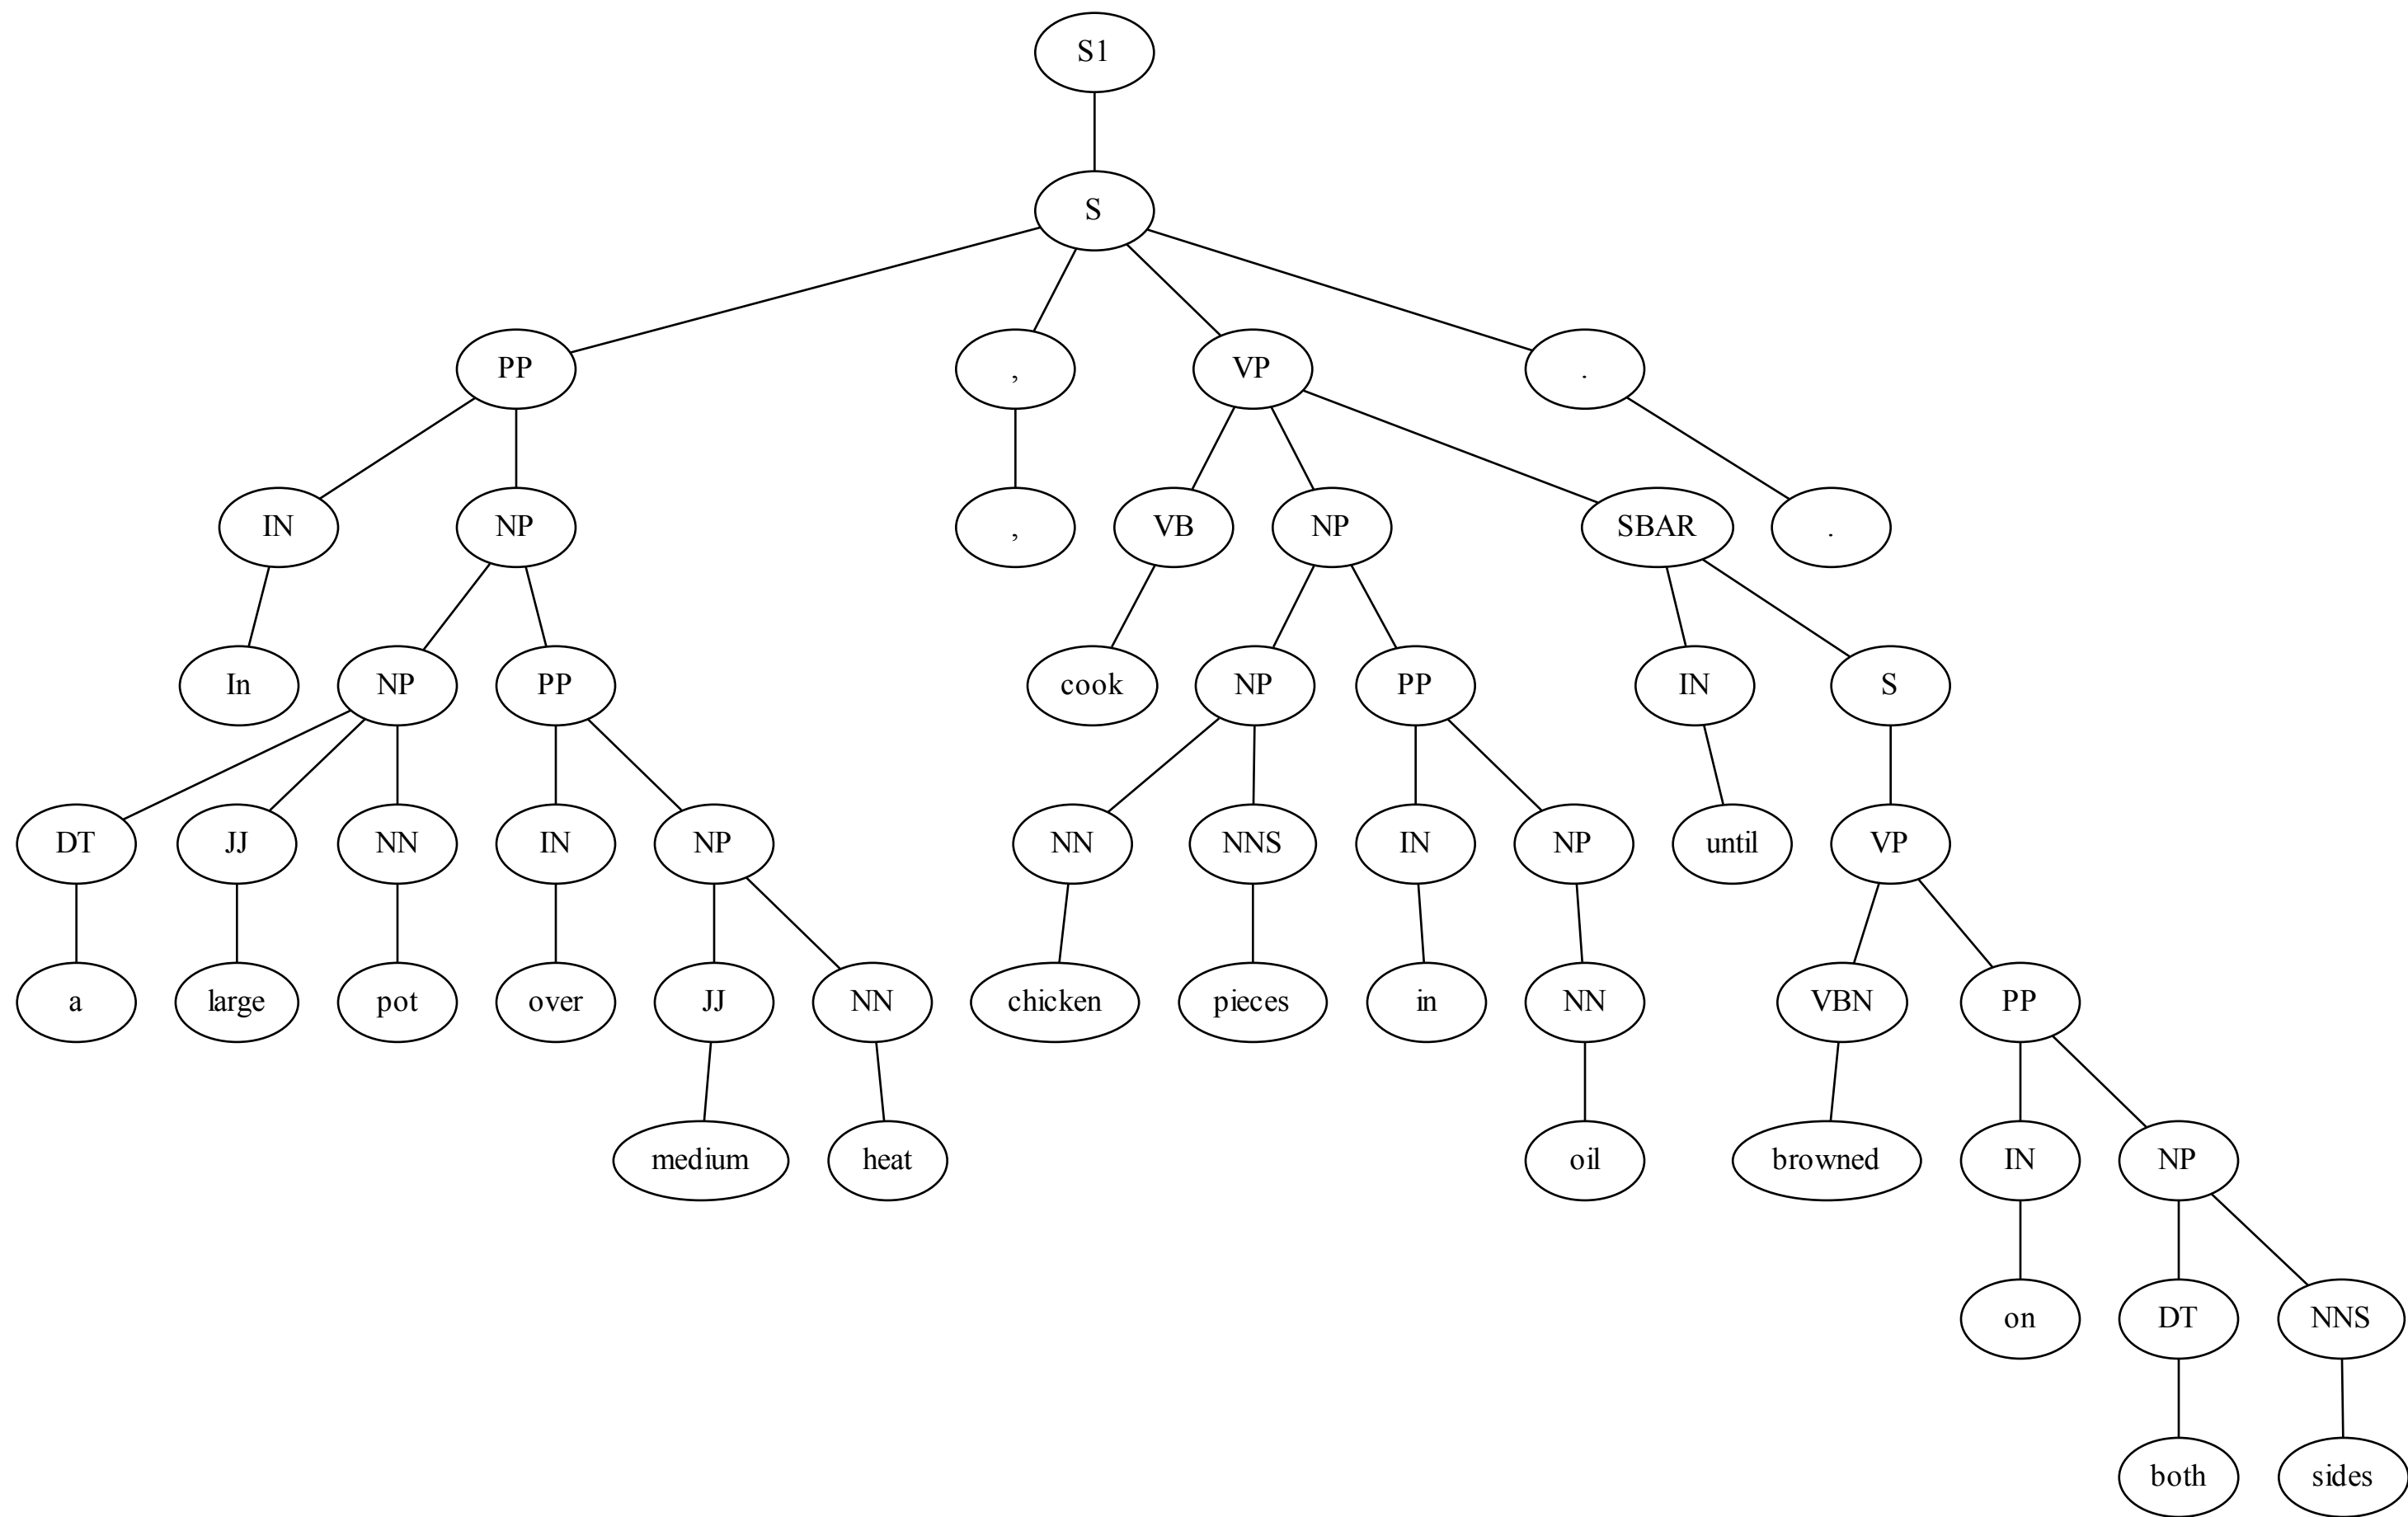 S1
S
PP , VP .
IN NP , VB NP SBAR .
In NP PP cook NP PP IN S
DT JJ NN IN NP NN NNS IN NP until VP
a large pot over JJ NN chicken pieces in NN VBN PP
medium heat oil browned IN NP
on DT NNS
both sides